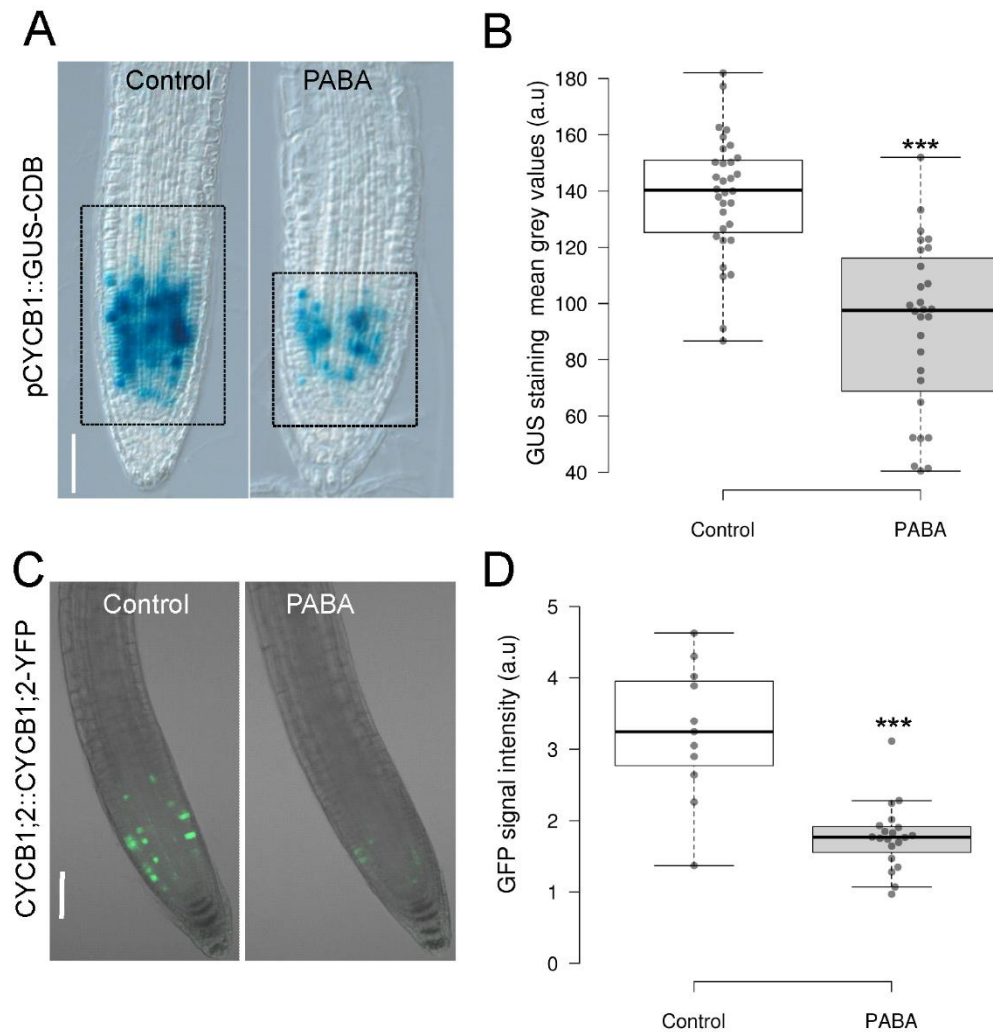 A
Control
PABA
pCYCB1::GUS-CDB
B
GUS staining mean grey values (a.u)
180
160
140
120
100
80
60
40
***
Control
PABA
C
Control
PABA
CYCB1;2::CYCB1;2-YFP
D
GFP signal intensity (a.u)
5
4
3
2
1
0
***
Control
PABA